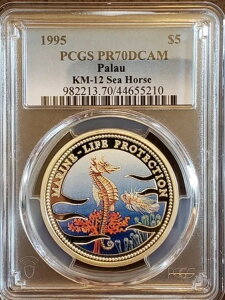 1995 $5
PCGS PR70DCAM
Palau
KM-12 Sea Horse
982213.70/44655210
MARINE-LIFE PROTECTION